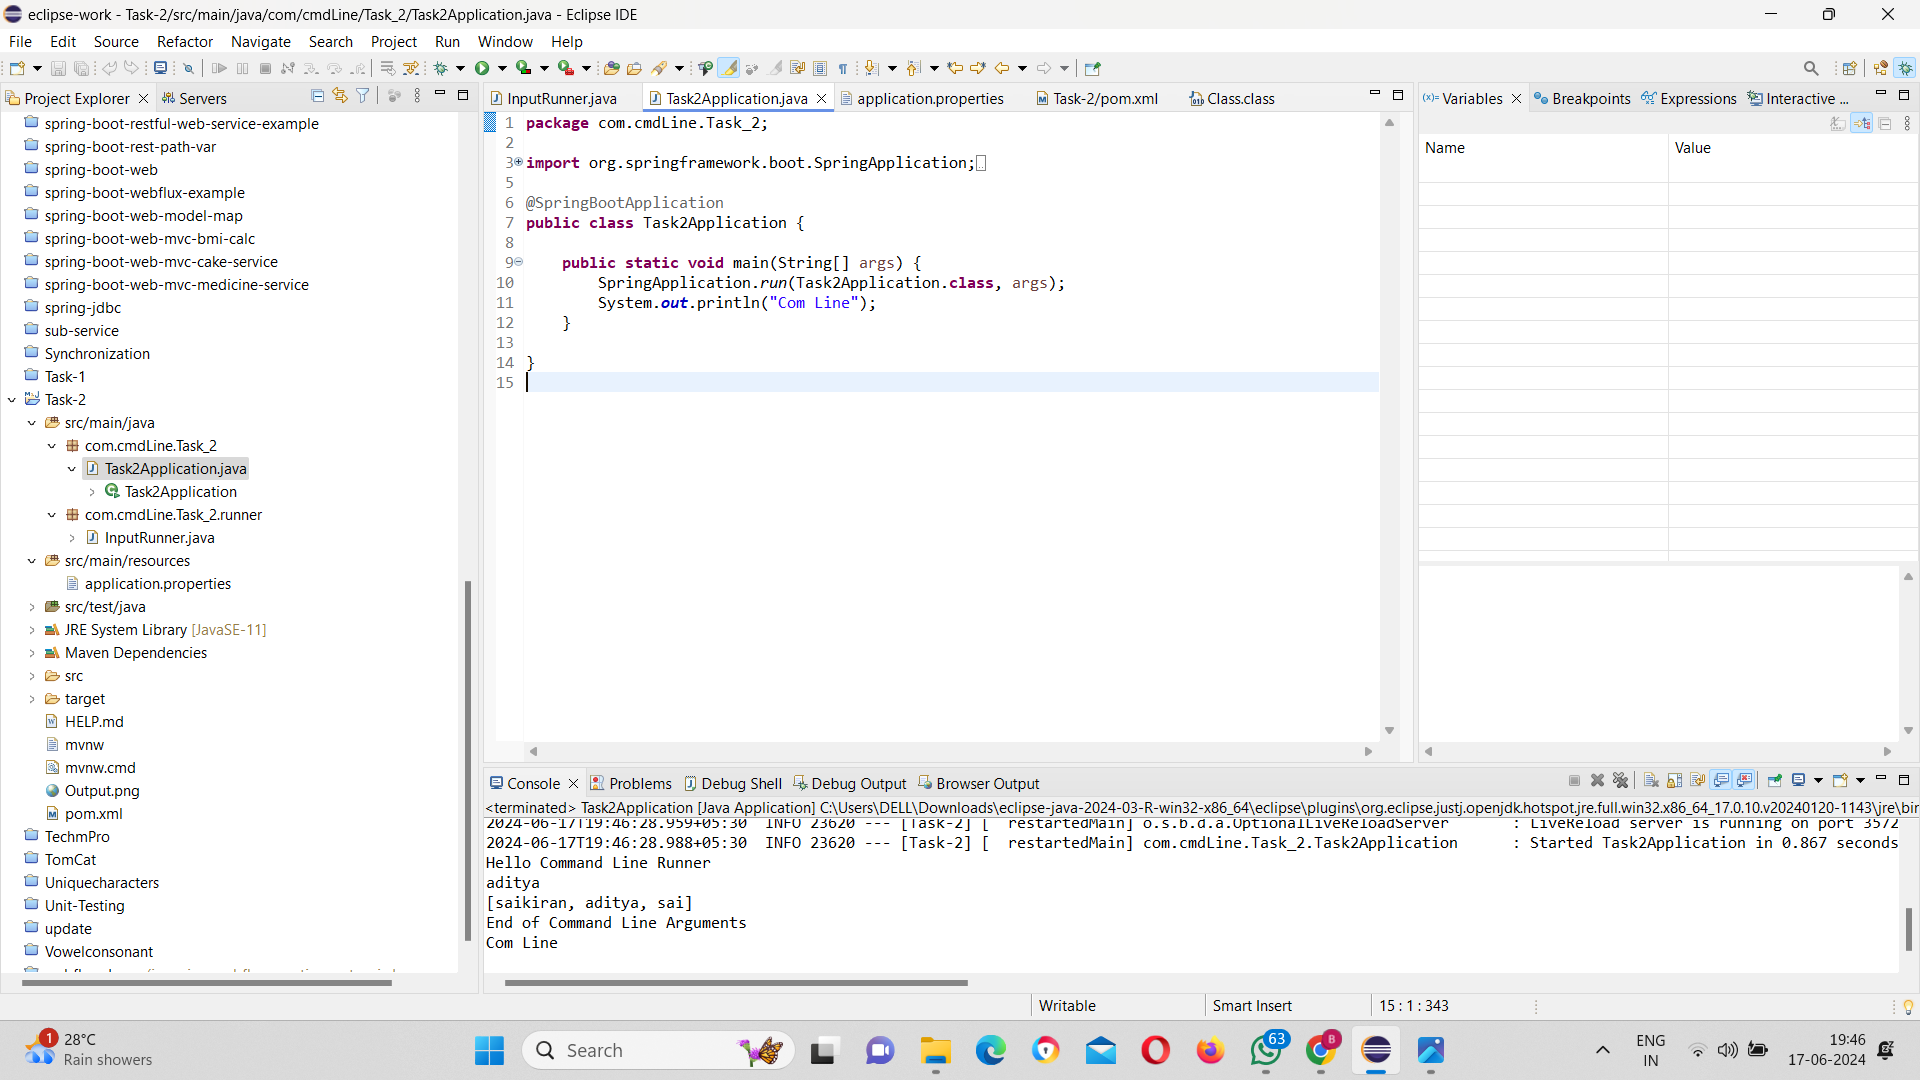 eclipse-work - Task-2/src/main/java/com/cmdLine/Task_2/Task2Application.java - Eclipse IDE
File Edit Source Refactor Navigate Search Project Run Window Help
Project Explorer Servers
spring-boot-restful-web-service-example
spring-boot-rest-path-var
spring-boot-web
spring-boot-webflux-example
spring-boot-web-model-map
spring-boot-web-mvc-bmi-calc
spring-boot-web-mvc-cake-service
spring-boot-web-mvc-medicine-service
spring-jdbc
sub-service
Synchronization
Task-1
Task-2
src/main/java
com.cmdLine.Task_2
Task2Application.java
Task2Application
com.cmdLine.Task_2.runner
InputRunner.java
src/main/resources
application.properties
src/test/java
JRE System Library [JavaSE-11]
Maven Dependencies
src
target
HELP.md
mvnw
mvnw.cmd
Output.png
pom.xml
TechmPro
TomCat
Uniquecharacters
Unit-Testing
update
Vowelconsonant
InputRunner.java Task2Application.java application.properties Task-2/pom.xml Class.class
1 package com.cmdLine.Task_2;
2
3 import org.springframework.boot.SpringApplication;
5
6 @SpringBootApplication
7 public class Task2Application {
8
9 public static void main(String[] args) {
10 SpringApplication.run(Task2Application.class, args);
11 System.out.println("Com Line");
12 }
13
14 }
15
(x)= Variables Breakpoints Expressions Interactive ...
Name Value
Console Problems Debug Shell Debug Output Browser Output
<terminated> Task2Application [Java Application] C:\Users\DELL\Downloads\eclipse-java-2024-03-R-win32-x86_64\eclipse\plugins\org.eclipse.justj.openjdk.hotspot.jre.full.win32.x86_64_17.0.10.v20240120-1143\jre\bin
2024-06-17T19:46:28.959+05:30 INFO 23620 --- [Task-2] [ restartedMain] o.s.b.d.a.OptionalLiveReloadServer : LiveReload server is running on port 3572
2024-06-17T19:46:28.988+05:30 INFO 23620 --- [Task-2] [ restartedMain] com.cmdLine.Task_2.Task2Application : Started Task2Application in 0.867 seconds
Hello Command Line Runner
aditya
[saikiran, aditya, sai]
End of Command Line Arguments
Com Line
Writable Smart Insert 15 : 1 : 343
1
28°C
Rain showers
Search
63
B
ENG
IN
19:46
17-06-2024